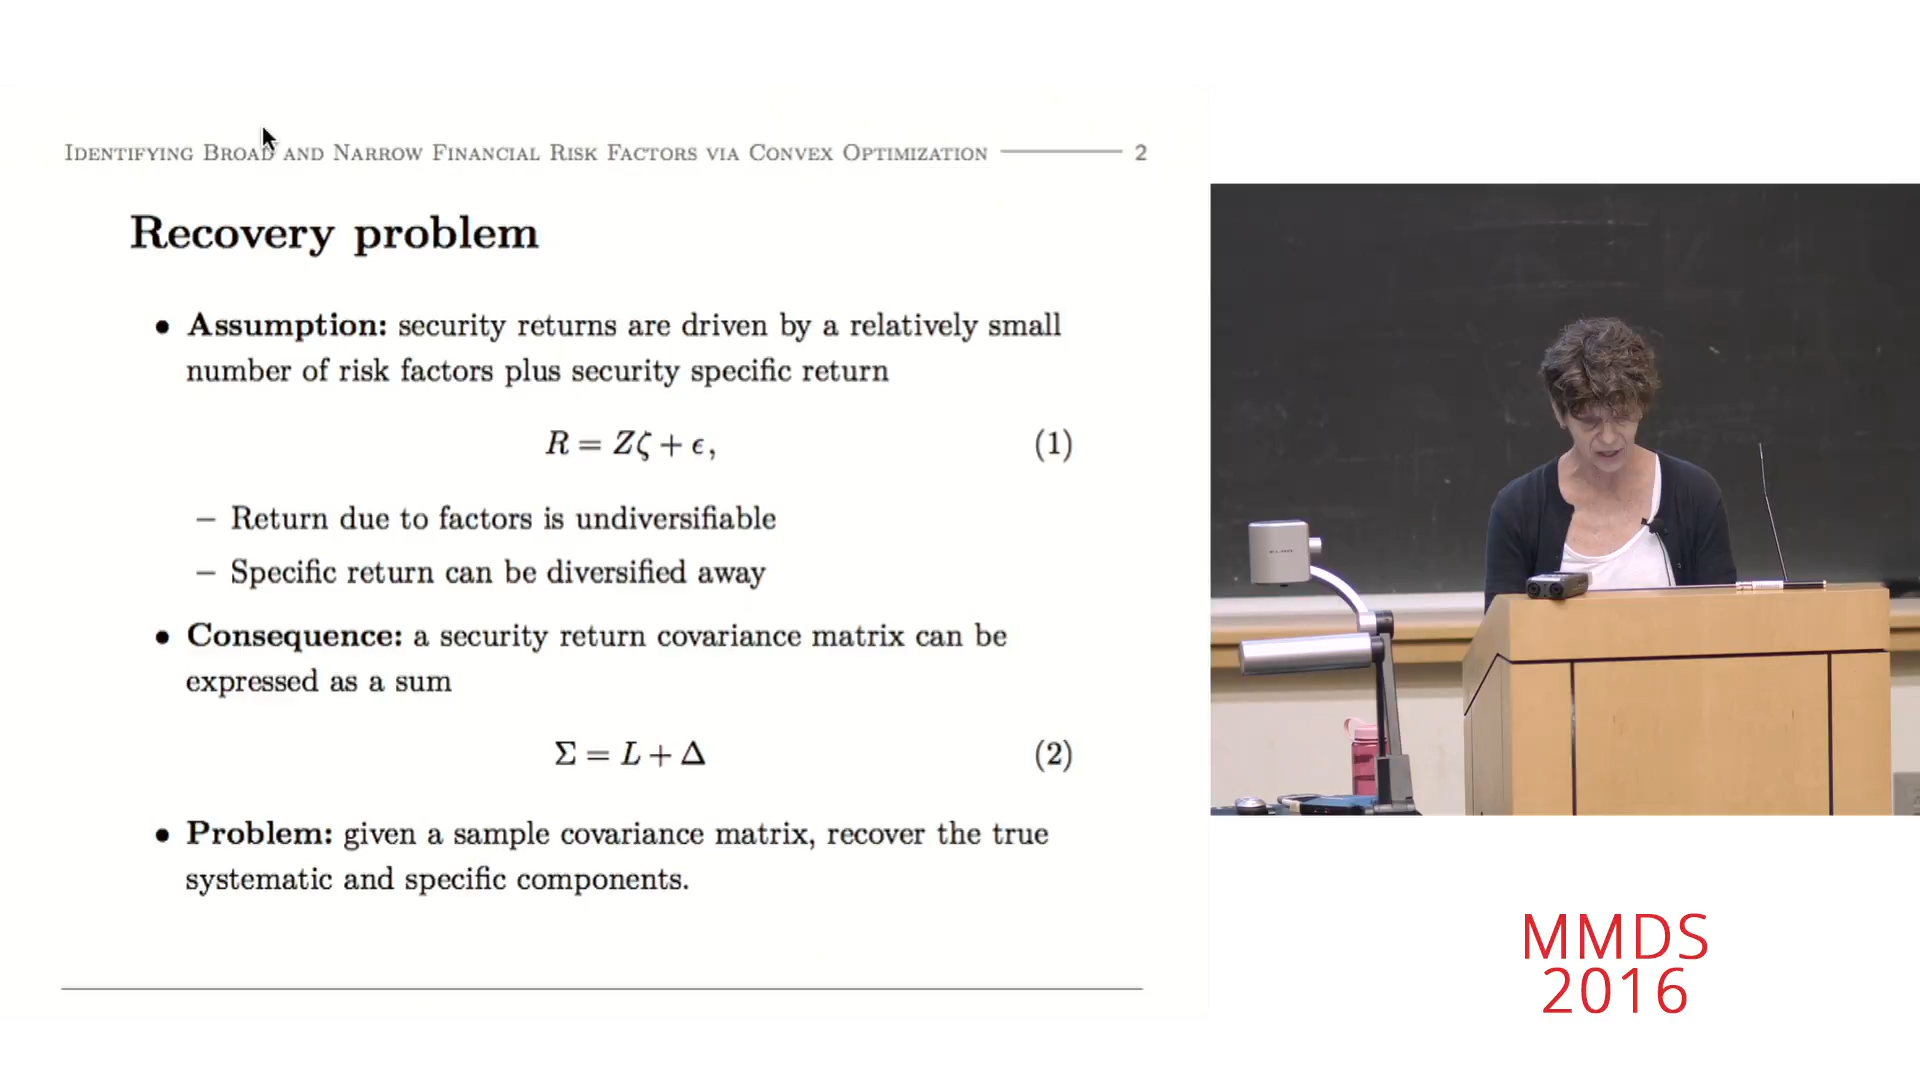 Identifying Broad and Narrow Financial Risk Factors via Convex Optimization 2
Recovery problem
• Assumption: security returns are driven by a relatively small
number of risk factors plus security specific return
R = Zζ + ϵ, (1)
– Return due to factors is undiversifiable
– Specific return can be diversified away
• Consequence: a security return covariance matrix can be
expressed as a sum
Σ = L + Δ (2)
• Problem: given a sample covariance matrix, recover the true
systematic and specific components.
ELMO
MMDS
2016